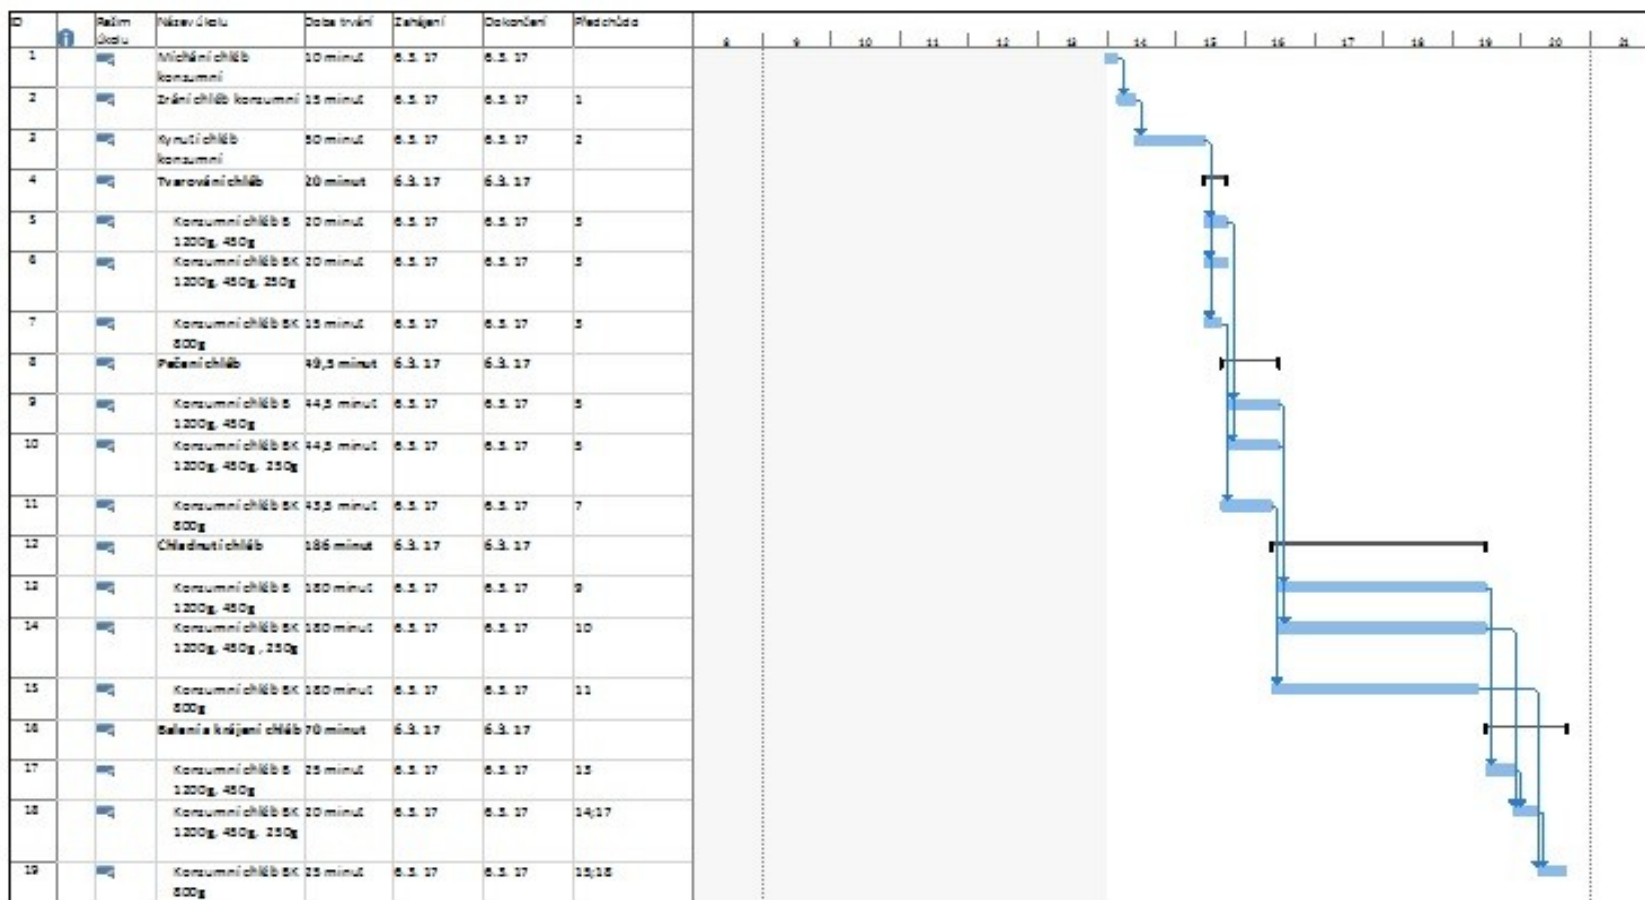 ID Režim Název úkolu Doba trvání Zahájení Dokončení Předchůdci
úkolu
8 9 10 11 12 13 14 15 16 17 18 19 20 21
1 Míchání chléb 10 minut 6.3. 17 6.3. 17
konzumní
2 Zrání chléb konzumní 15 minut 6.3. 17 6.3. 17 1
3 Kynutí chléb minut 6.3. 17 6.3. 17 2
konzumní
4 Tvarování chléb 20 minut 6.3. 17 6.3. 17
5 Konzumní chléb B 20 minut 6.3. 17 6.3. 17 3
1200g, 450g
6 Konzumní chléb BK 20 minut 6.3. 17 6.3. 17 3
1200g, 450g, 250g
7 Konzumní chléb BK 15 minut 6.3. 17 6.3. 17 3
800g
8 Pečení chléb 49,5 minut 6.3. 17 6.3. 17
9 Konzumní chléb B 44,5 minut 6.3. 17 6.3. 17 5
1200g, 450g
10 Konzumní chléb BK 44,5 minut 6.3. 17 6.3. 17
1200g, 450g, 250g
11 Konzumní chléb BK 43,5 minut 6.3. 17 6.3. 17 7
800g
12 Chladnutí chléb 186 minut 6.3. 17 6.3. 17
13 Konzumní chléb B 180 minut 6.3. 17 6.3. 17 9
1200g, 450g
14 Konzumní chléb BK 180 minut 6.3. 17 6.3. 17 10
1200g, 450g , 250g
15 Konzumní chléb BK 180 minut 6.3. 17 6.3. 17 11
800g
16 Balení a krájení chléb 70 minut 6.3. 17 6.3. 17
17 Konzumní chléb B 25 minut 6.3. 17 6.3. 17 13
1200g, 450g
18 Konzumní chléb BK 20 minut 6.3. 17 6.3. 17 14;17
1200g, 450g, 250g
19 Konzumní chléb BK 25 minut 6.3. 17 6.3. 17 15;18
800g